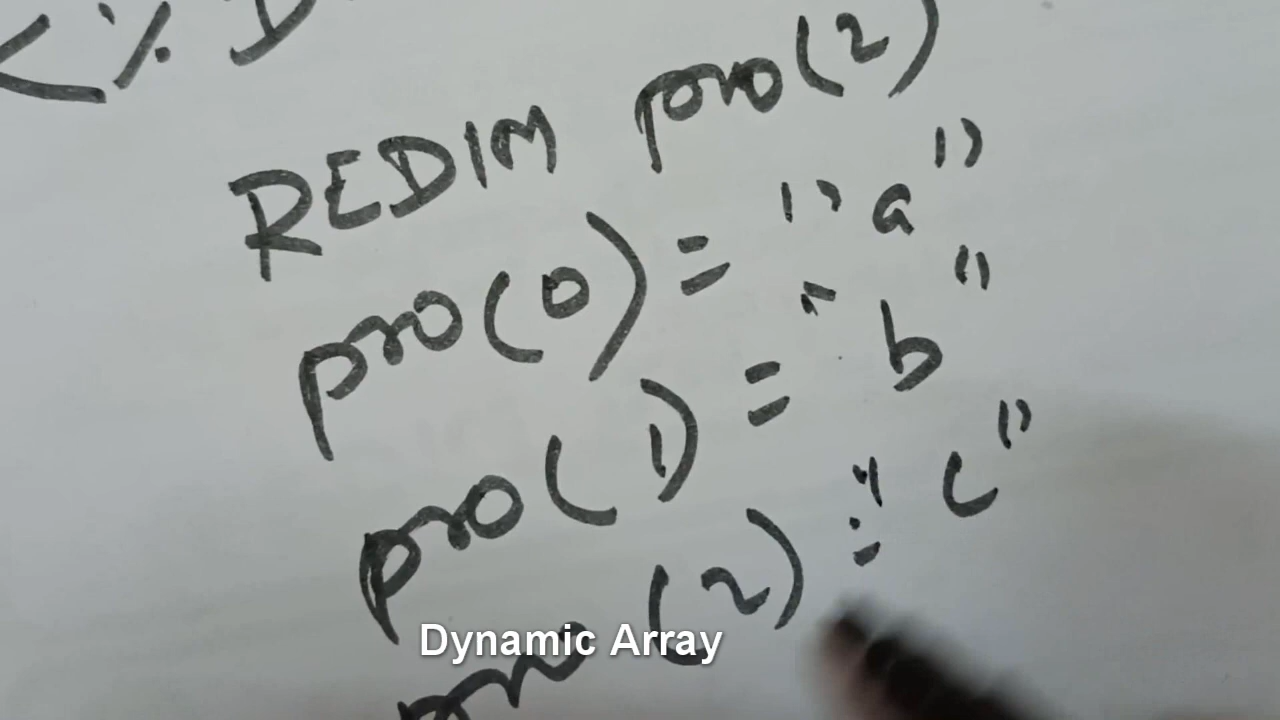 <% D
REDIM pro(2)
pro(0) = "a"
pro(1) = "b"
pro(2) = "c"
Dynamic Array